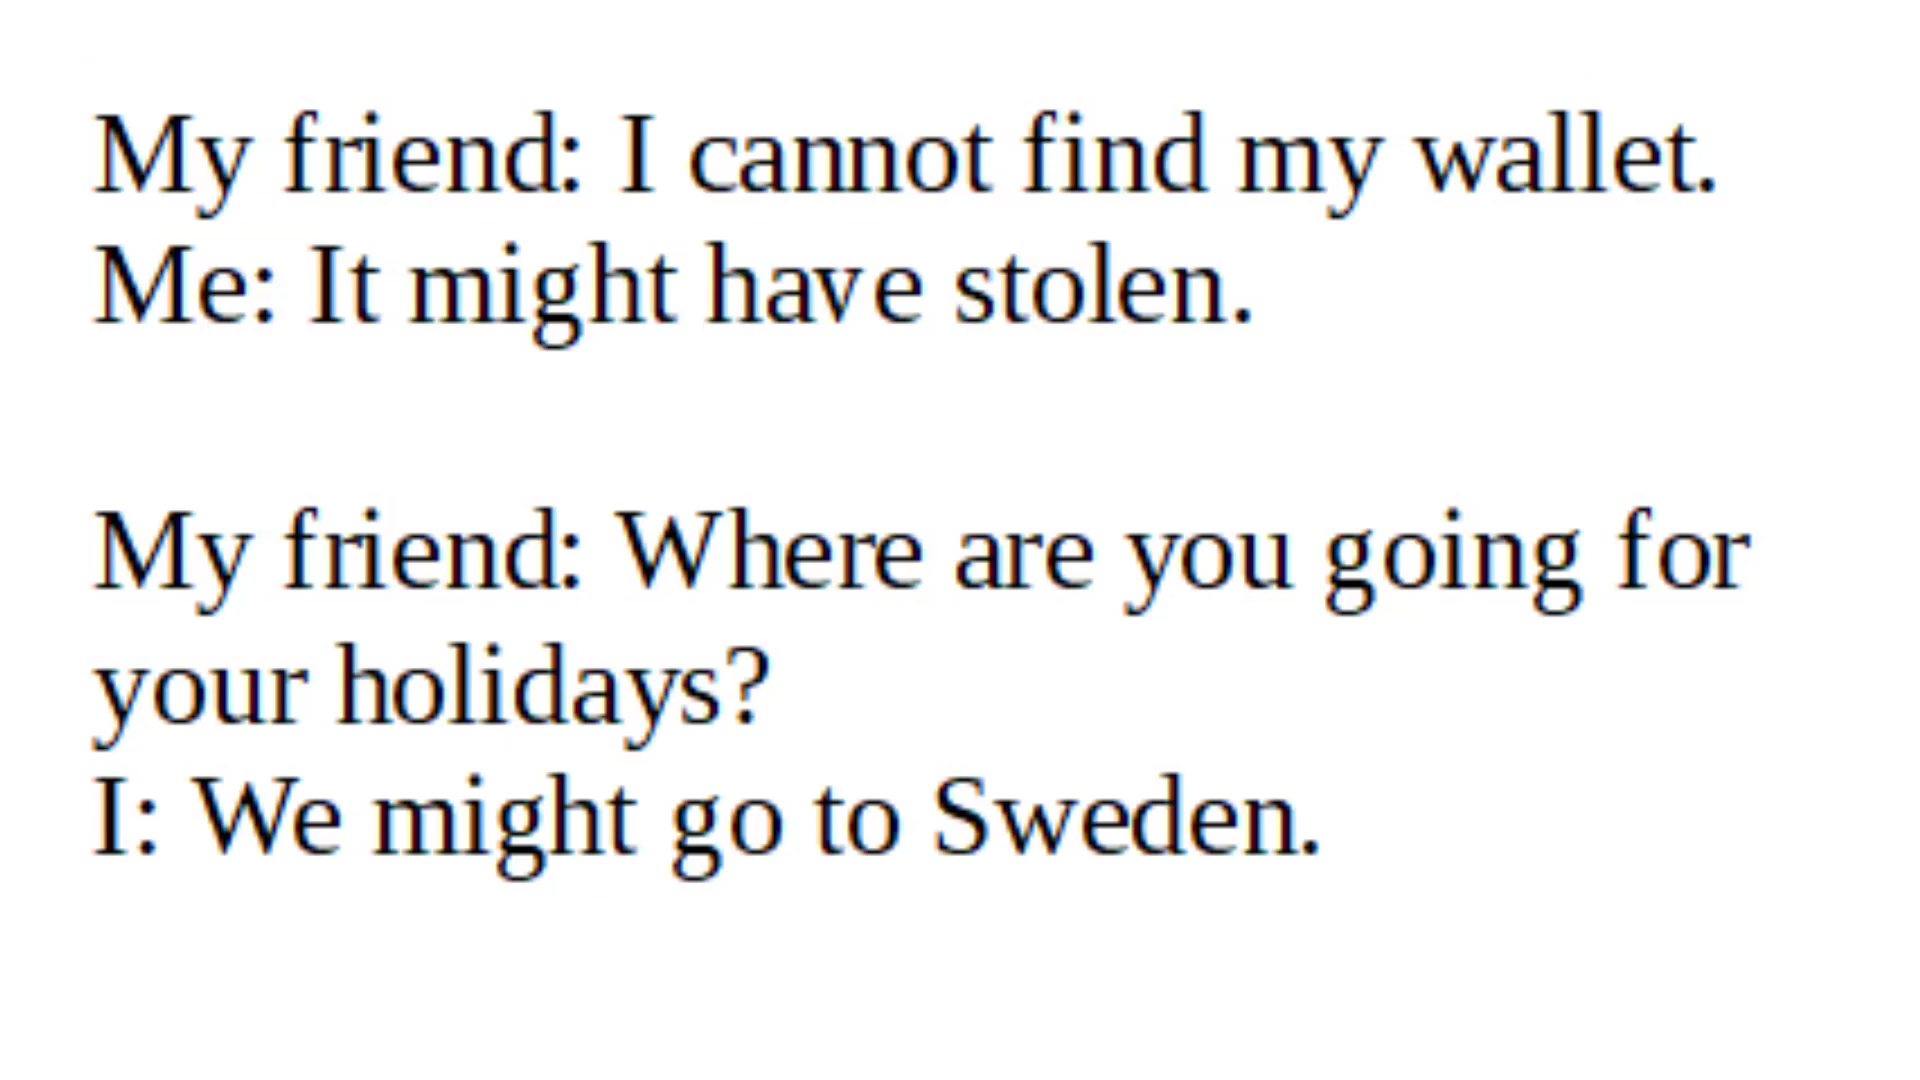 My friend: I cannot find my wallet.
Me: It might have stolen.
My friend: Where are you going for
your holidays?
I: We might go to Sweden.